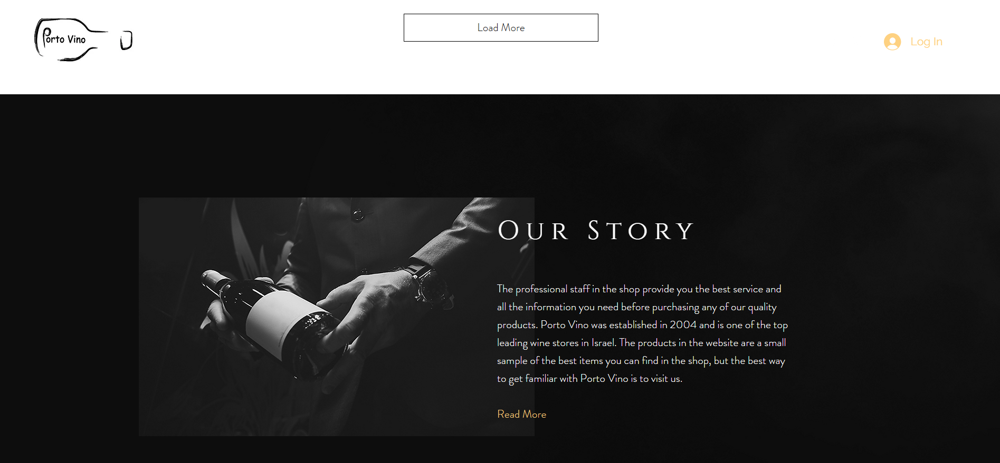 Porto Vino
Load More
Log In
Our Story
The professional staff in the shop provide you the best service and
all the information you need before purchasing any of our quality
products. Porto Vino was established in 2004 and is one of the top
leading wine stores in Israel. The products in the website are a small
sample of the best items you can find in the shop, but the best way
to get familiar with Porto Vino is to visit us.
Read More